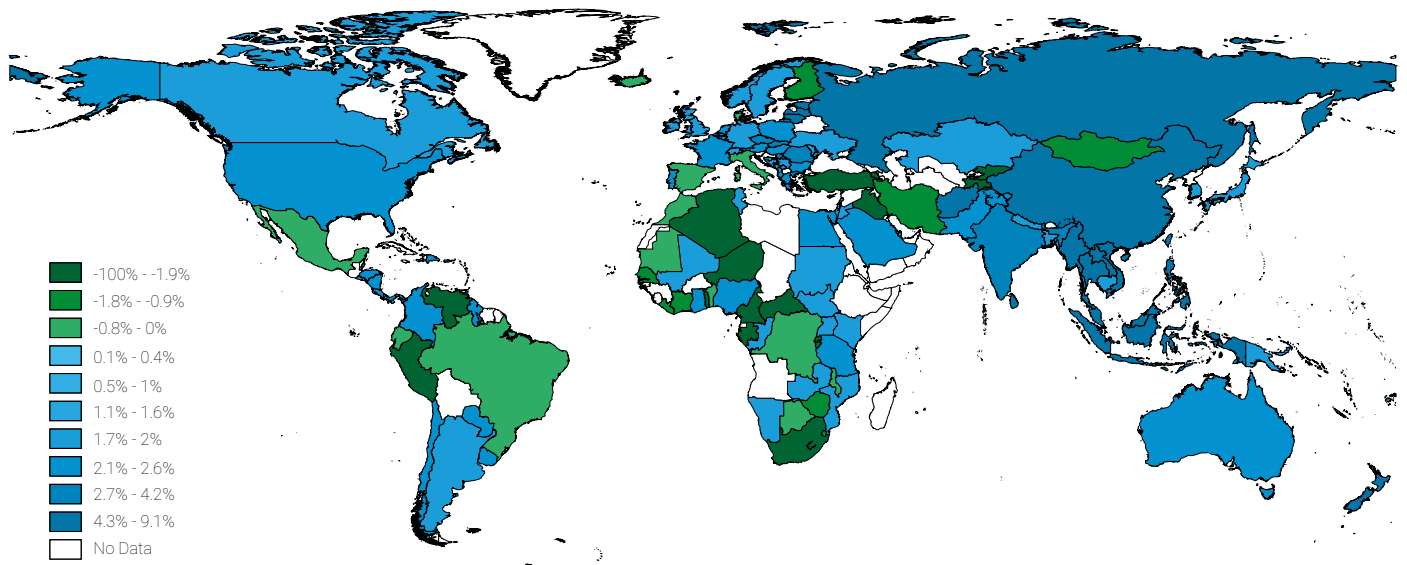 -100% - -1.9%
-1.8% - -0.9%
-0.8% - 0%
0.1% - 0.4%
0.5% - 1%
1.1% - 1.6%
1.7% - 2%
2.1% - 2.6%
2.7% - 4.2%
4.3% - 9.1%
No Data